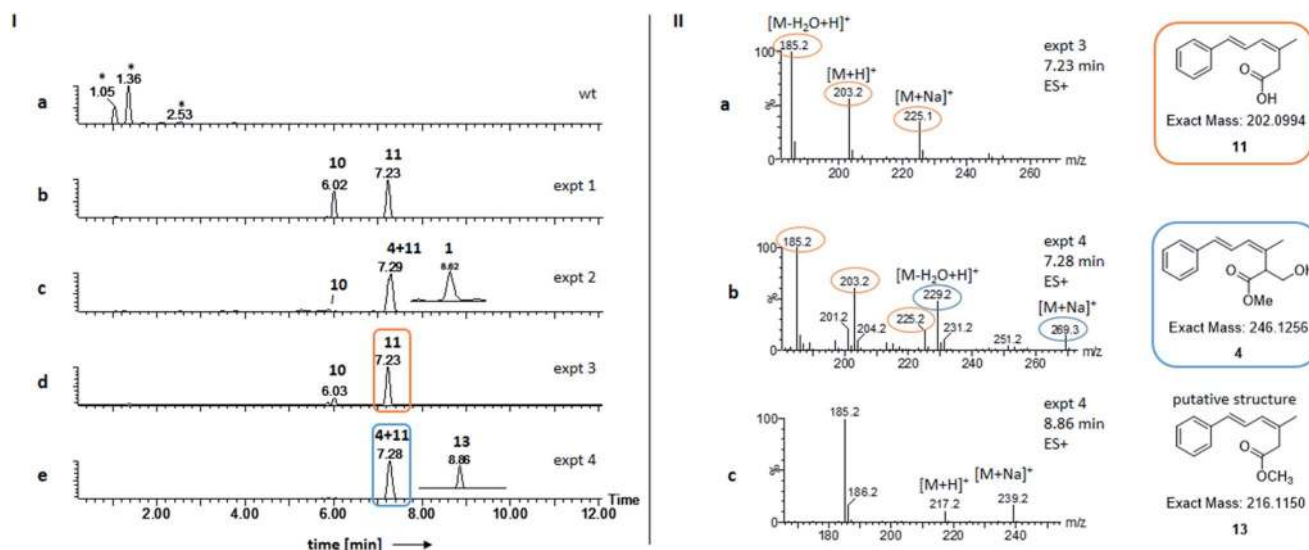 I
a
*
1.05
*
1.36
*
2.53
wt
b
10
6.02
11
7.23
expt 1
c
10
4+11
7.29
1
8.62
expt 2
d
10
6.03
11
7.23
expt 3
e
4+11
7.28
13
8.86
expt 4
Time
2.00 4.00 6.00 8.00 10.00 12.00
time [min]
II
a
[M-H₂O+H]⁺
185.2
[M+H]⁺
203.2
[M+Na]⁺
225.1
100
%
0
200 220 240 260
m/z
expt 3
7.23 min
ES+
O
OH
Exact Mass: 202.0994
11
b
100
%
0
185.2
203.2
201.2
204.2
[M-H₂O+H]⁺
229.2
225.2
231.2
251.2
[M+Na]⁺
269.3
200 220 240 260
m/z
expt 4
7.28 min
ES+
O
OH
OMe
Exact Mass: 246.1256
4
c
100
%
0
185.2
186.2
[M+H]⁺
217.2
[M+Na]⁺
239.2
180 200 220 240
m/z
expt 4
8.86 min
ES+
putative structure
O
OCH₃
Exact Mass: 216.1150
13